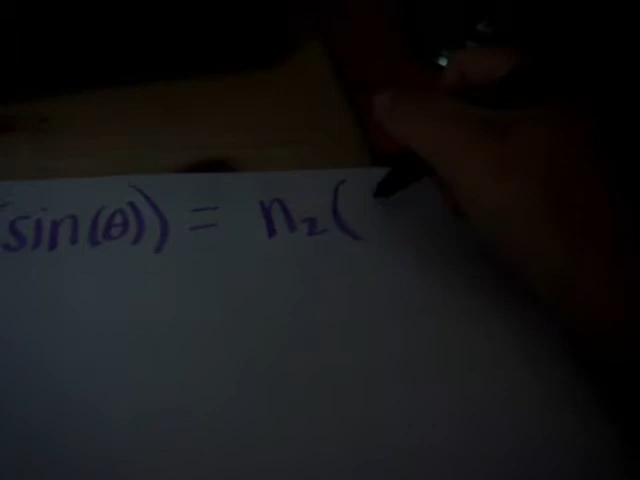 sin(θ)) = n₂(